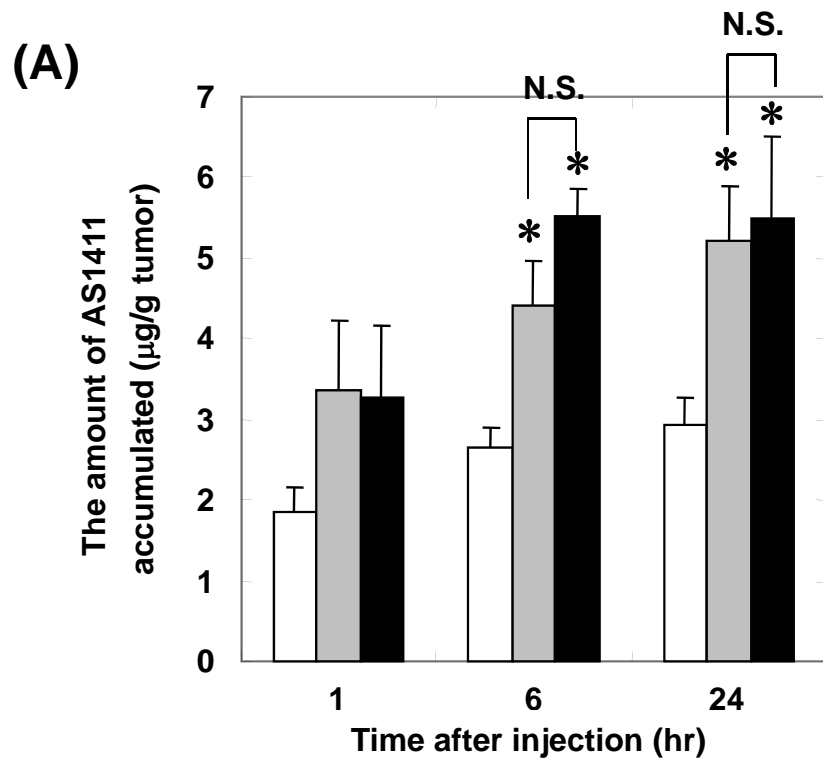 (A)
N.S.
N.S.
7
6
5
4
3
2
1
0
The amount of AS1411
accumulated (μg/g tumor)
* * * *
1 6 24
Time after injection (hr)